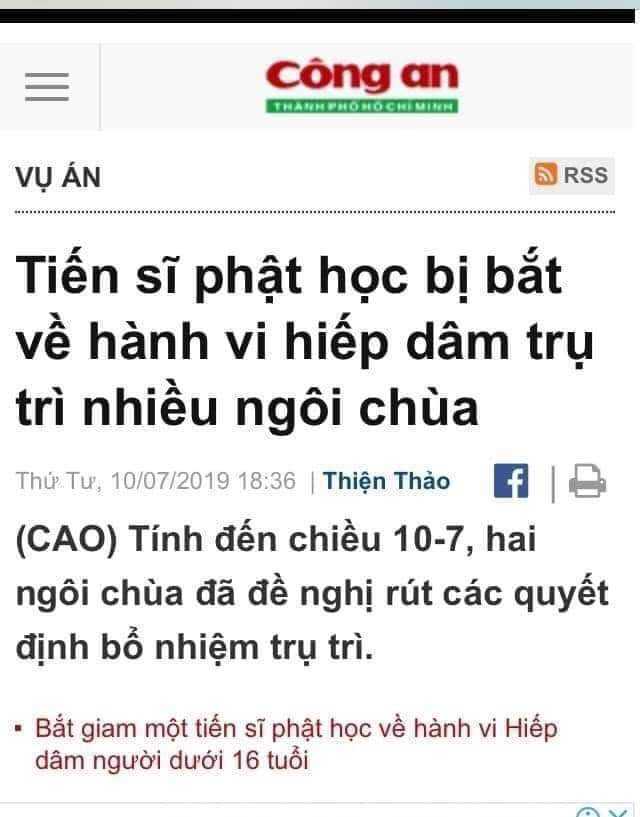 Công an
THÀNH PHỐ HỒ CHÍ MINH
VỤ ÁN
RSS
Tiến sĩ phật học bị bắt
về hành vi hiếp dâm trụ
trì nhiều ngôi chùa
Thứ Tư, 10/07/2019 18:36 | Thiện Thảo
(CAO) Tính đến chiều 10-7, hai
ngôi chùa đã đề nghị rút các quyết
định bổ nhiệm trụ trì.
Bắt giam một tiến sĩ phật học về hành vi Hiếp
dâm người dưới 16 tuổi